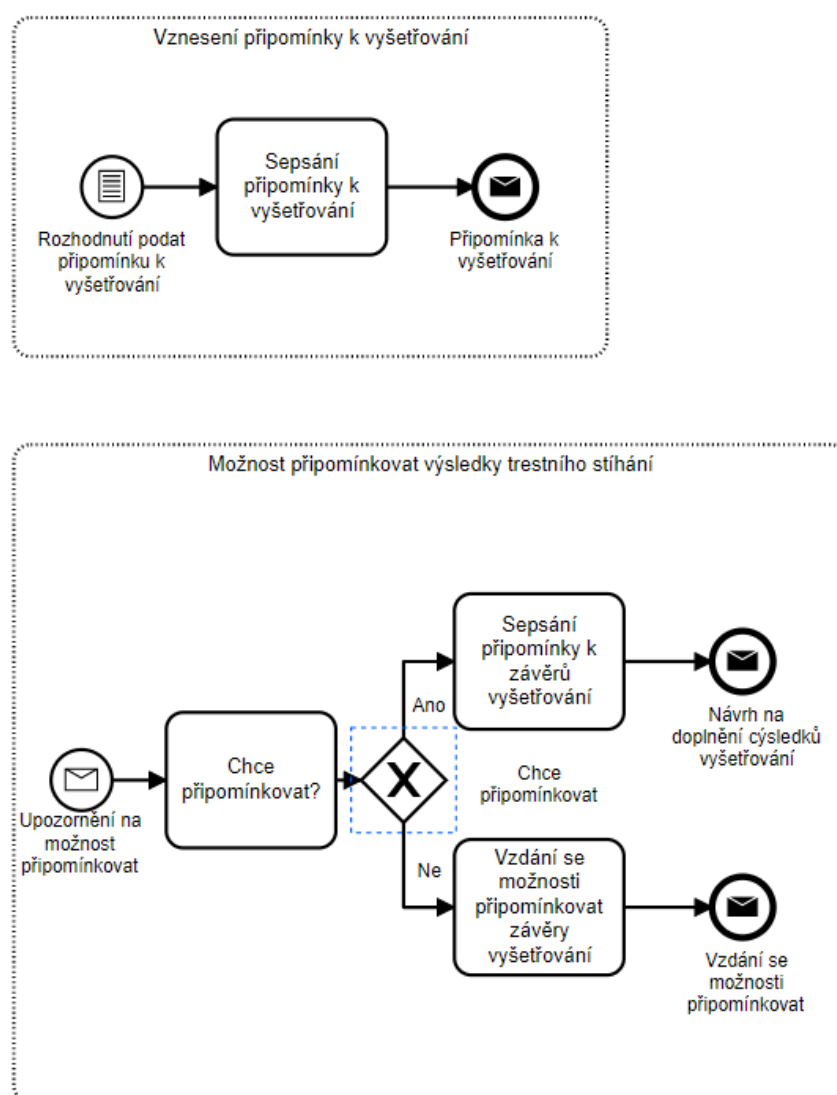 Vznesení připomínky k vyšetřování
Sepsání
připomínky k
vyšetřování
Rozhodnutí podat
připomínku k
vyšetřování
Připomínka k
vyšetřování
Možnost připomínkovat výsledky trestního stíhání
Sepsání
připomínky k
závěrů
vyšetřování
Ano
Návrh na
doplnění cýsledků
vyšetřování
Chce
připomínkovat?
X
Chce
připomínkovat
Upozornění na
možnost
připomínkovat
Ne
Vzdání se
možnosti
připomínkovat
závěry
vyšetřování
Vzdání se
možnosti
připomínkovat